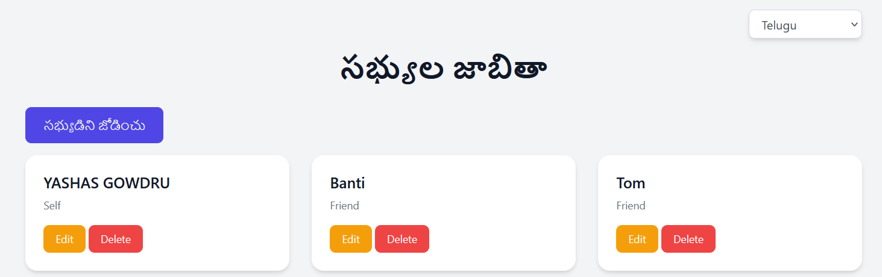 Telugu
సభ్యుల జాబితా
సభ్యుడిని జోడించు
YASHAS GOWDRU
Self
Edit Delete
Banti
Friend
Edit Delete
Tom
Friend
Edit Delete